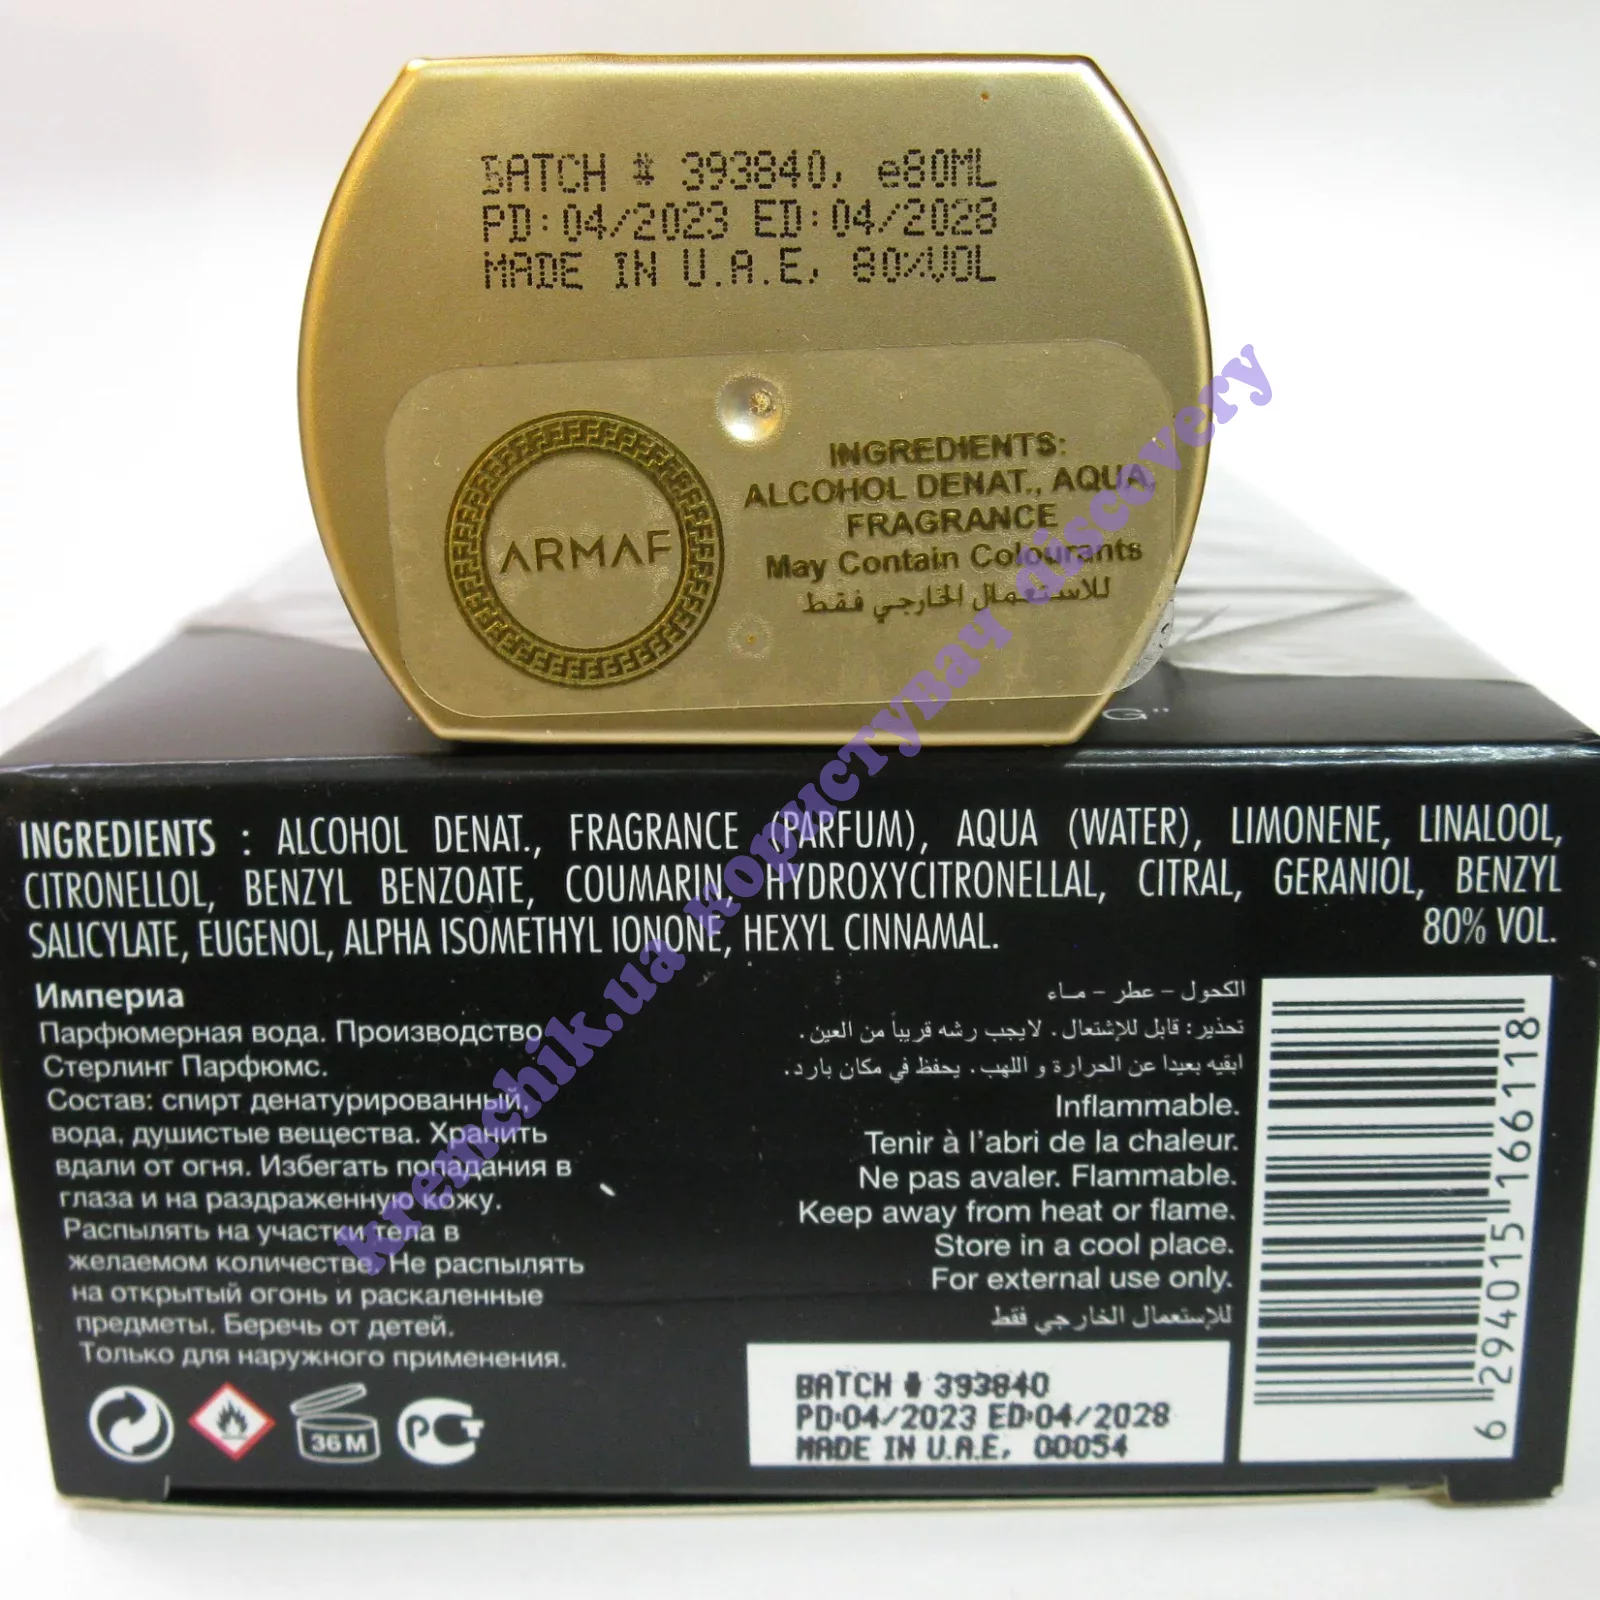 BATCH # 393840, e80ML
PD:04/2023 ED:04/2028
MADE IN U.A.E, 80%VOL
ARMAF
INGREDIENTS:
ALCOHOL DENAT., AQUA,
FRAGRANCE
May Contain Colourants
للاستعمال الخارجي فقط
G"
INGREDIENTS : ALCOHOL DENAT., FRAGRANCE (PARFUM), AQUA (WATER), LIMONENE, LINALOOL,
CITRONELLOL, BENZYL BENZOATE, COUMARIN, HYDROXYCITRONELLAL, CITRAL, GERANIOL, BENZYL
SALICYLATE, EUGENOL, ALPHA ISOMETHYL IONONE, HEXYL CINNAMAL. 80% VOL.
Империа
Парфюмерная вода. Производство
Стерлинг Парфюмс.
Состав: спирт денатурированный,
вода, душистые вещества. Хранить
вдали от огня. Избегать попадания в
глаза и на раздраженную кожу.
Распылять на участки тела в
желаемом количестве. Не распылять
на открытый огонь и раскаленные
предметы. Беречь от детей.
Только для наружного применения.
36M
РСТ
الكحول – عطر – مـاء
تحذير: قابل للإشتعال. لايجب رشه قريباً من العين.
ابقيه بعيدا عن الحرارة و اللهب. يحفظ في مكان بارد.
Inflammable.
Tenir à l'abri de la chaleur.
Ne pas avaler. Flammable.
Keep away from heat or flame.
Store in a cool place.
For external use only.
للإستعمال الخارجي فقط
BATCH # 393840
PD:04/2023 ED:04/2028
MADE IN U.A.E, 00054
6 294015 166118
kremchik.ua користувач discovery